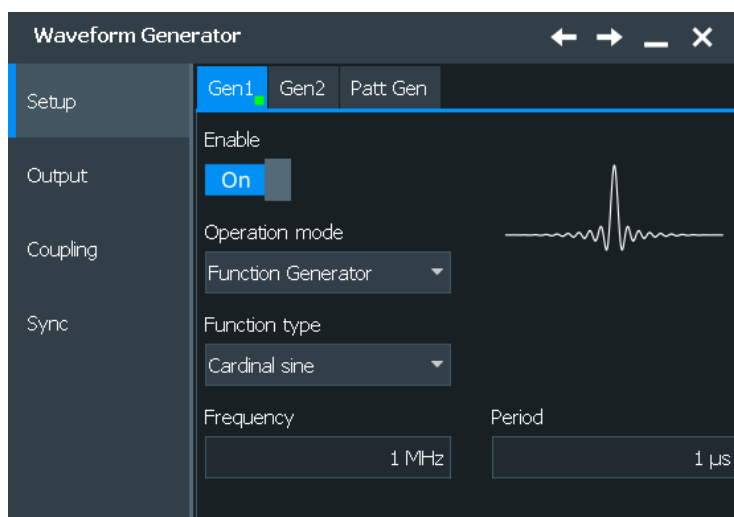 Waveform Generator
Setup
Gen1 Gen2 Patt Gen
Enable
Output
On
Operation mode
Coupling
Function Generator
Sync
Function type
Cardinal sine
Frequency Period
1 MHz 1 µs